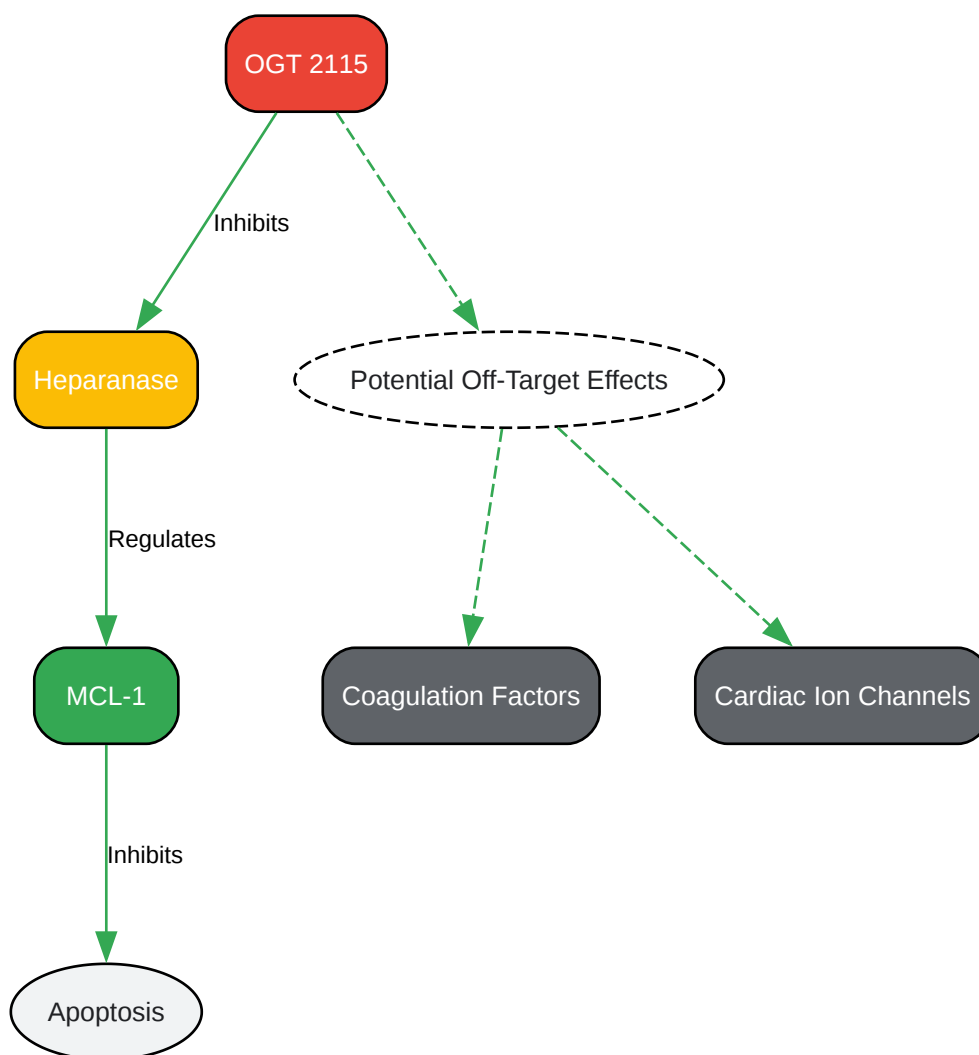 OGT 2115
Inhibits
Heparanase
Potential Off-Target Effects
Regulates
MCL-1
Coagulation Factors
Cardiac Ion Channels
Inhibits
Apoptosis